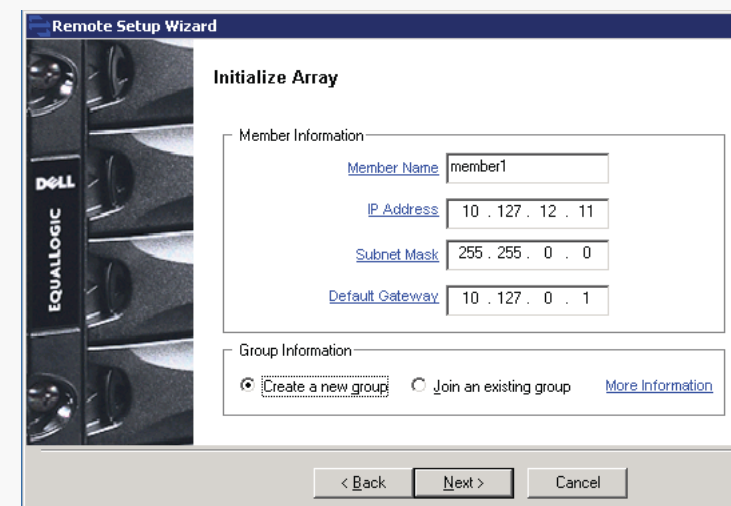 Remote Setup Wizard
Initialize Array
Member Information
Member Name member1
IP Address 10 . 127 . 12 . 11
Subnet Mask 255 . 255 . 0 . 0
Default Gateway 10 . 127 . 0 . 1
Group Information
Create a new group Join an existing group More Information
DELL
EQUALLOGIC
< Back Next > Cancel